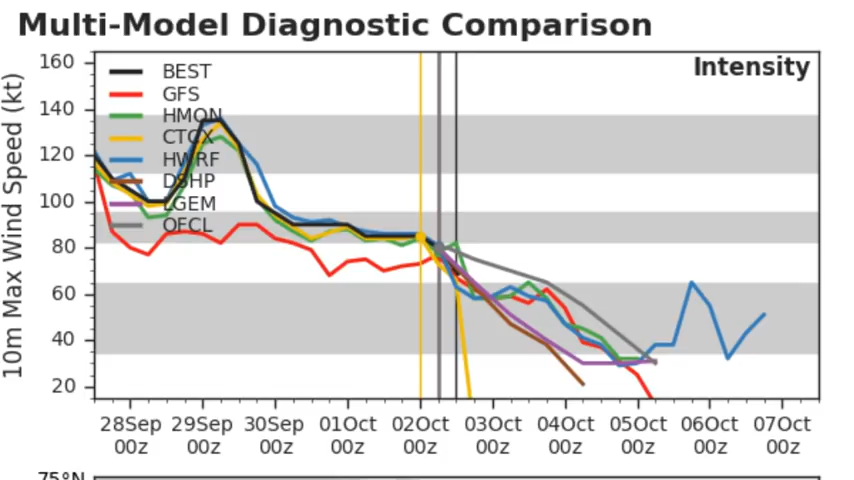 Multi-Model Diagnostic Comparison
Intensity
10m Max Wind Speed (kt)
160
140
120
100
80
60
40
20
BEST
GFS
HMON
CTCX
HWRF
DSHP
LGEM
OFCL
28Sep 29Sep 30Sep 01Oct 02Oct 03Oct 04Oct 05Oct 06Oct 07Oct
00z 00z 00z 00z 00z 00z 00z 00z 00z 00z
75°N